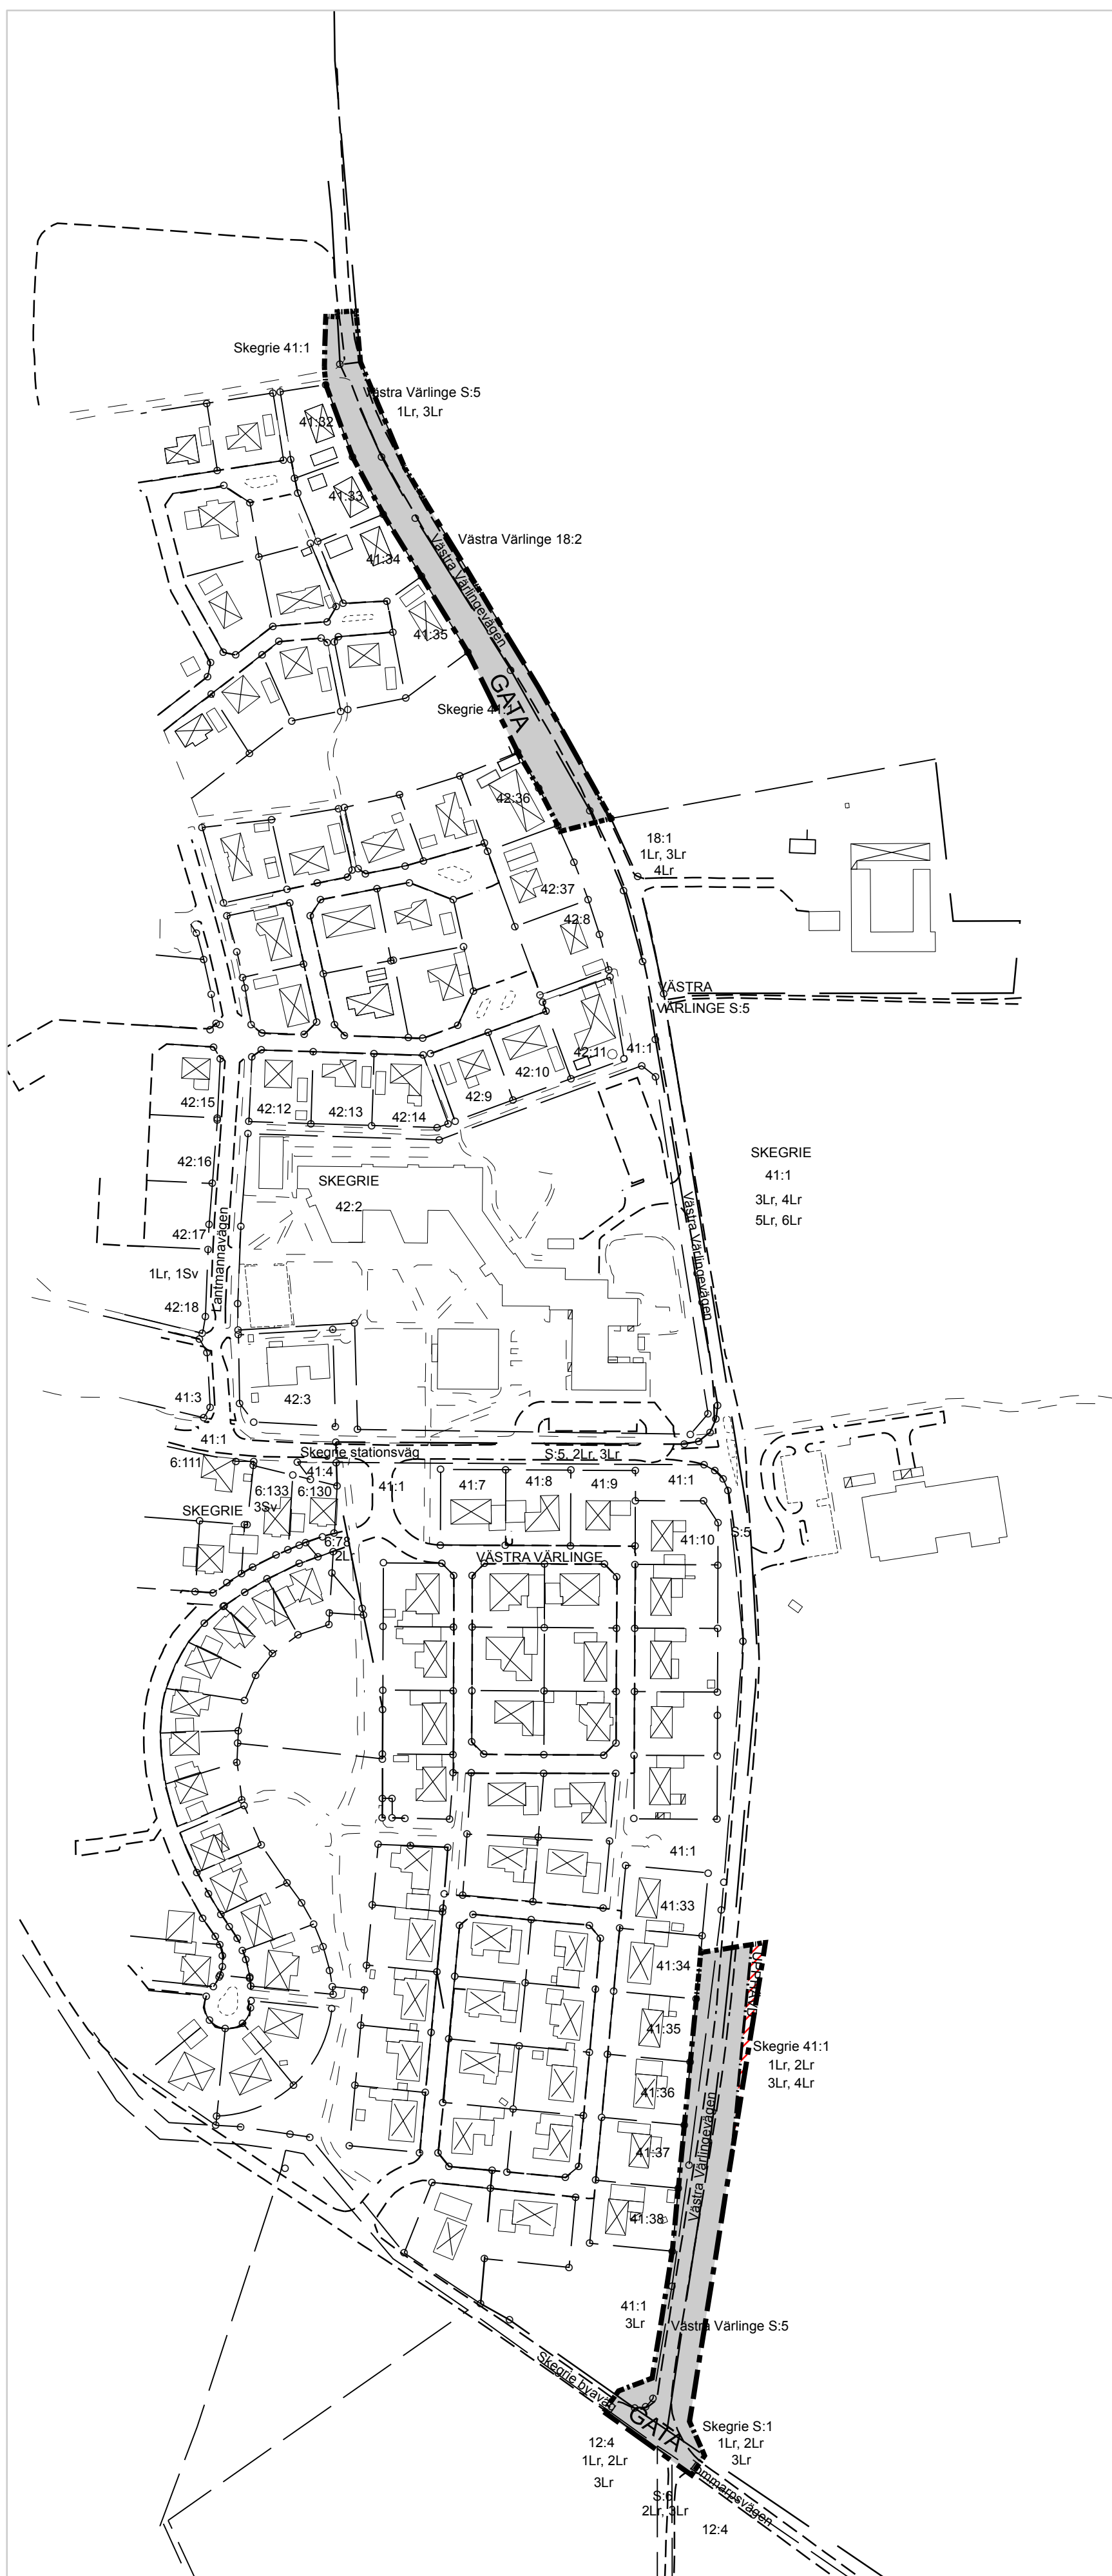 Skegrie 41:1
Västra Värlinge S:5
1Lr, 3Lr
41:32
41:33
Västra Värlinge 18:2
41:34
Västra Värlingevägen
41:35
GATA
Skegrie 41:1
42:36
18:1
1Lr, 3Lr
4Lr
42:37
42:8
VÄSTRA
VÄRLINGE S:5
42:11
41:1
42:10
42:9
42:15
42:12
42:13
42:14
SKEGRIE
41:1
3Lr, 4Lr
5Lr, 6Lr
42:16
SKEGRIE
42:2
Västra Värlingevägen
42:17
Lantmannavägen
1Lr, 1Sv
42:18
41:3
42:3
41:1
Skegrie stationsväg
S:5, 2Lr, 3Lr
6:111
41:4
6:133
6:130
3Sv
41:1
41:7
41:8
41:9
41:1
SKEGRIE
S:5
41:10
6:78
2Lr
VÄSTRA VÄRLINGE
41:1
41:33
41:34
41:35
Skegrie 41:1
1Lr, 2Lr
3Lr, 4Lr
41:36
Västra Värlingevägen
41:37
41:38
41:1
3Lr
Västra Värlinge S:5
Skegrie byaväg
GATA
Skegrie S:1
1Lr, 2Lr
3Lr
12:4
1Lr, 2Lr
3Lr
S:6
2Lr, 3Lr
12:4